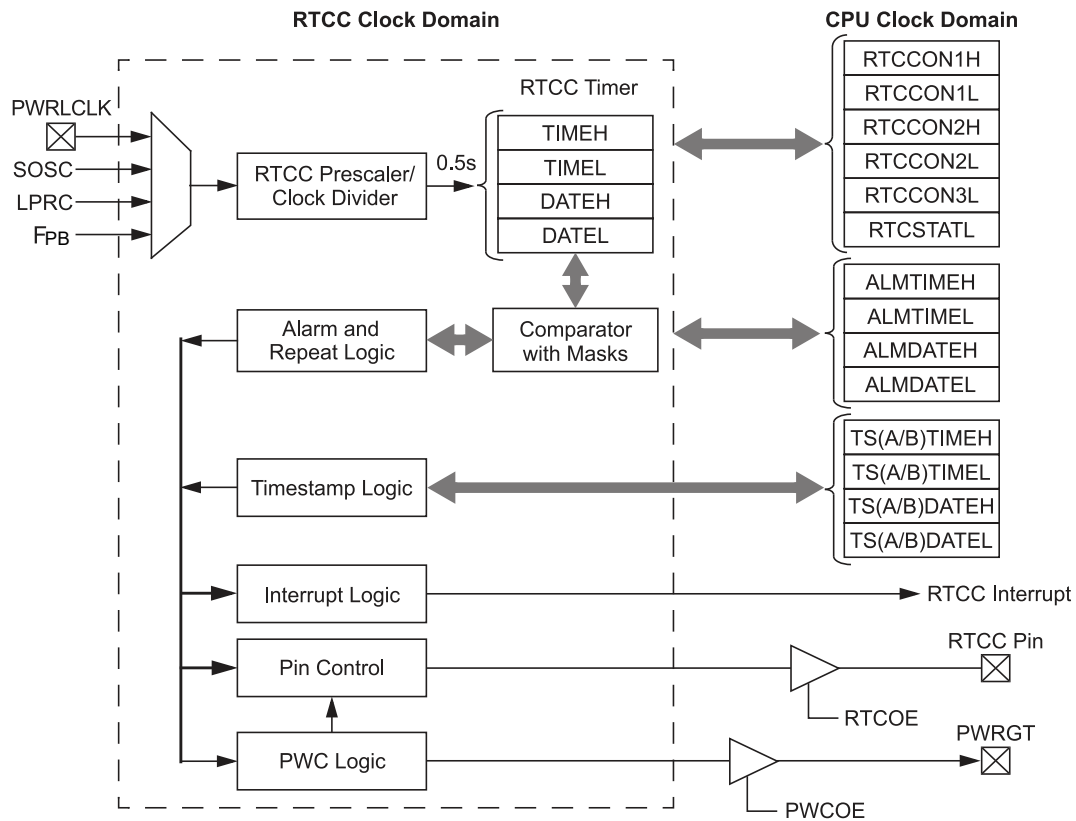 RTCC Clock Domain
CPU Clock Domain
PWRLCLK
SOSC
LPRC
FPB
RTCC Prescaler/
Clock Divider
0.5s
RTCC Timer
TIMEH
TIMEL
DATEH
DATEL
RTCCON1H
RTCCON1L
RTCCON2H
RTCCON2L
RTCCON3L
RTCSTATL
Alarm and
Repeat Logic
Comparator
with Masks
ALMTIMEH
ALMTIMEL
ALMDATEH
ALMDATEL
Timestamp Logic
TS(A/B)TIMEH
TS(A/B)TIMEL
TS(A/B)DATEH
TS(A/B)DATEL
Interrupt Logic
RTCC Interrupt
Pin Control
RTCC Pin
RTCOE
PWC Logic
PWRGT
PWCOE